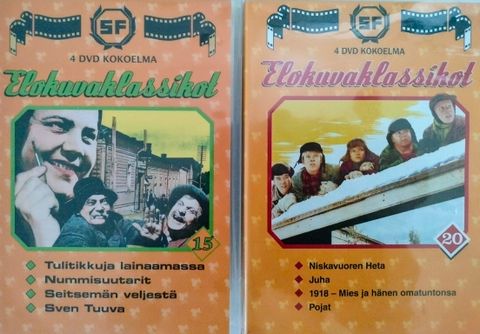 SF
4 DVD KOKOELMA
Elokuvaklassikot
15
Tulitikkuja lainaamassa
Nummisuutarit
Seitsemän veljestä
Sven Tuuva
SF
4 DVD KOKOELMA
Elokuvaklassikot
20
Niskavuoren Heta
Juha
1918 – Mies ja hänen omatuntonsa
Pojat